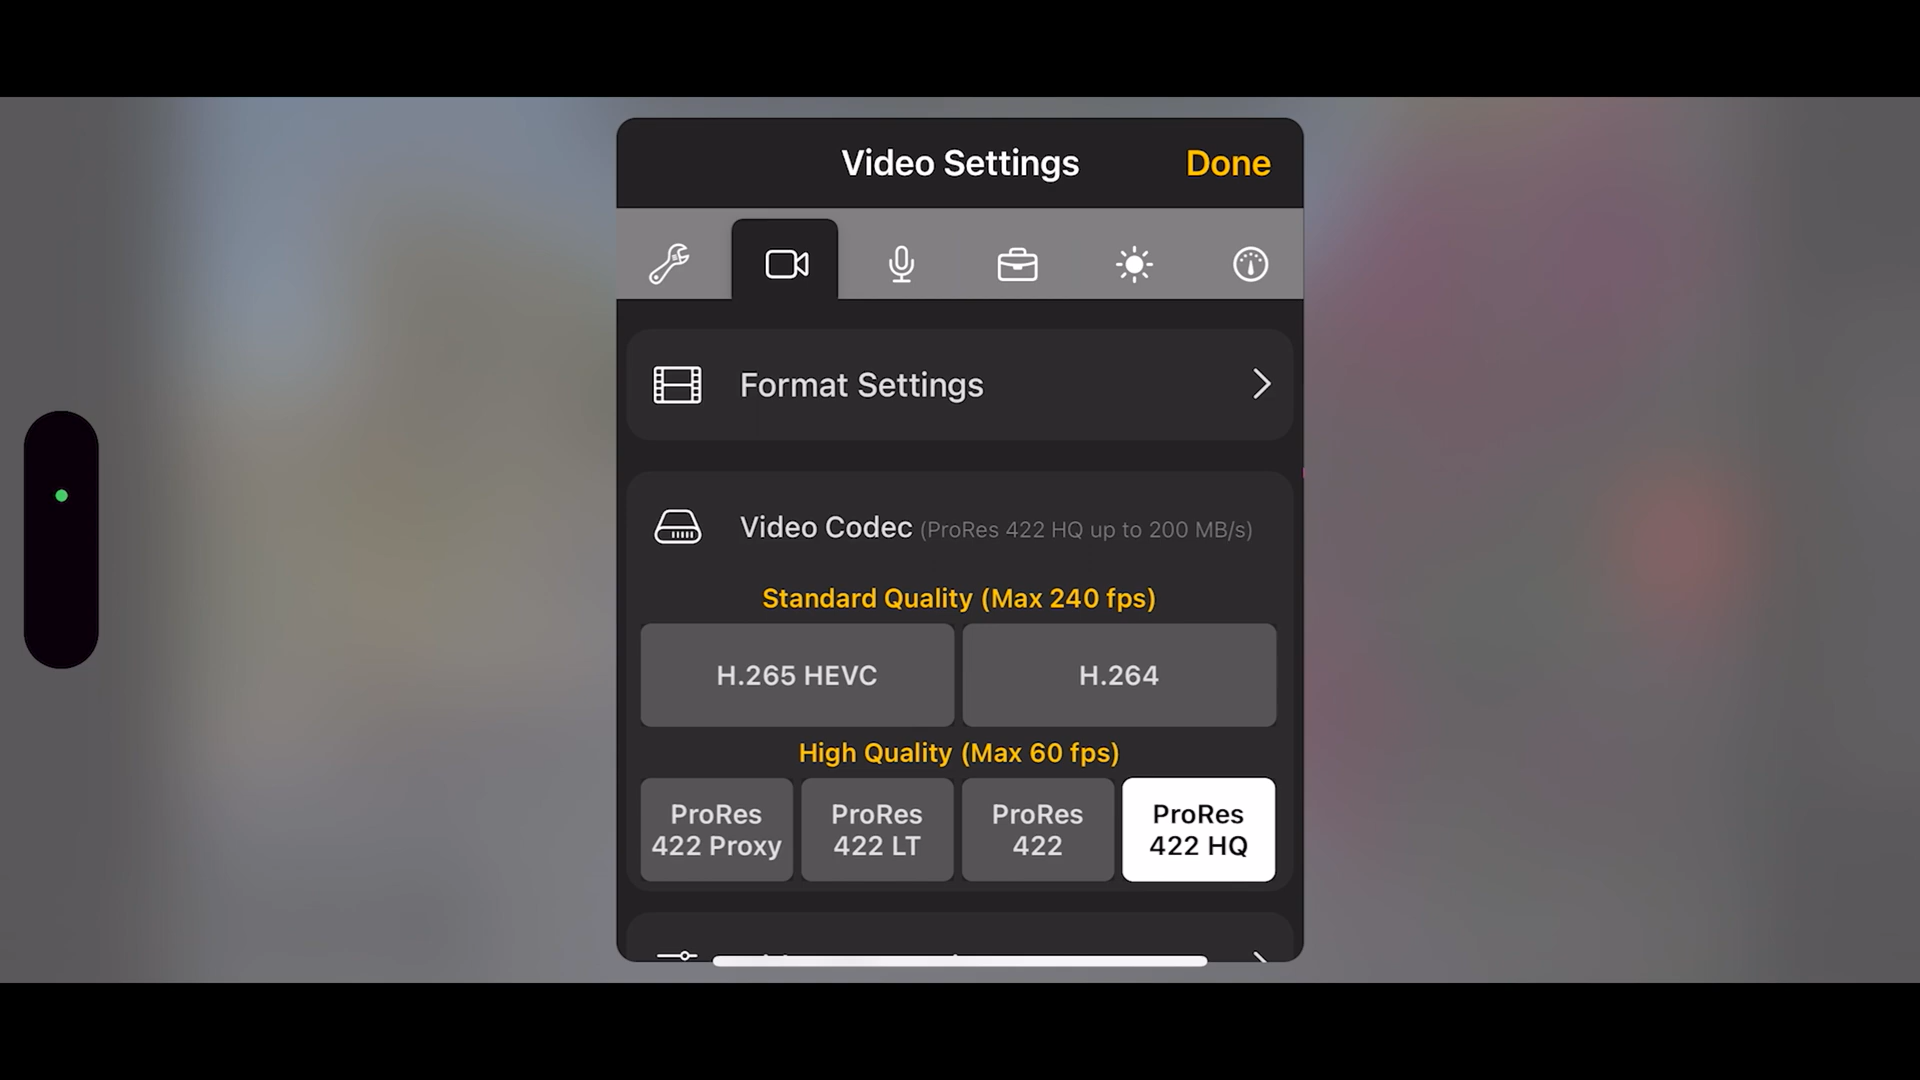 Video Settings
Done
Format Settings
Video Codec (ProRes 422 HQ up to 200 MB/s)
Standard Quality (Max 240 fps)
H.265 HEVC
H.264
High Quality (Max 60 fps)
ProRes
422 Proxy
ProRes
422 LT
ProRes
422
ProRes
422 HQ